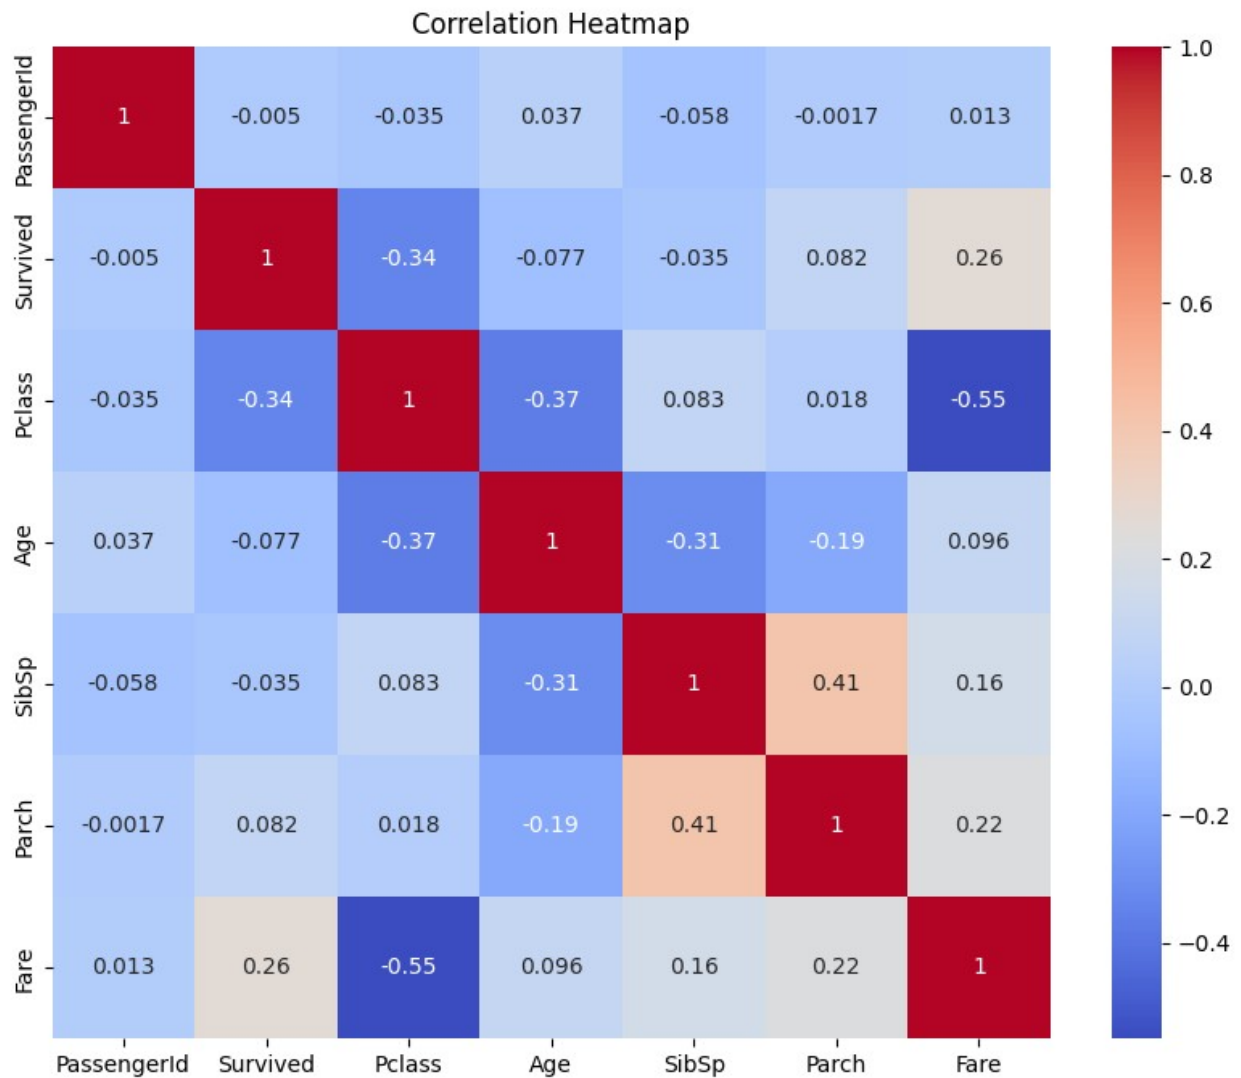 Correlation Heatmap
PassengerId 1 -0.005 -0.035 0.037 -0.058 -0.0017 0.013
Survived -0.005 1 -0.34 -0.077 -0.035 0.082 0.26
Pclass -0.035 -0.34 1 -0.37 0.083 0.018 -0.55
Age 0.037 -0.077 -0.37 1 -0.31 -0.19 0.096
SibSp -0.058 -0.035 0.083 -0.31 1 0.41 0.16
Parch -0.0017 0.082 0.018 -0.19 0.41 1 0.22
Fare 0.013 0.26 -0.55 0.096 0.16 0.22 1
PassengerId Survived Pclass Age SibSp Parch Fare
1.0
0.8
0.6
0.4
0.2
0.0
−0.2
−0.4